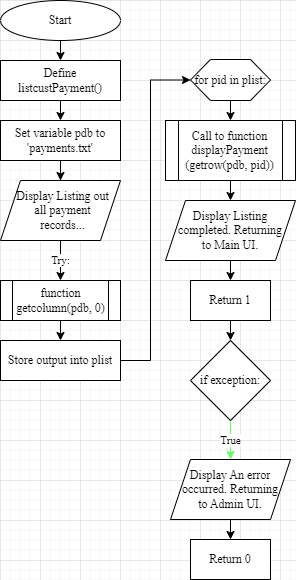 Start
Define
listcustPayment()
Set variable pdb to
'payments.txt'
Display Listing out
all payment
records...
Try:
function
getcolumn(pdb, 0)
Store output into plist
for pid in plist:
Call to function
displayPayment
(getrow(pdb, pid))
Display Listing
completed. Returning
to Main UI.
Return 1
if exception:
True
Display An error
occurred. Returning
to Admin UI.
Return 0